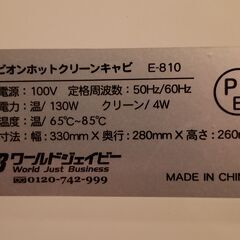 ビオンホットクリーンキャビ E-810
電源：100V 定格周波数：50Hz/60Hz
電力：温/130W クリーン/4W
温度：温/65℃～85℃
寸法：幅：330mm×奥行：280mm×高さ：260m
P
E
ワールドジェイビー
World Just Business
0120-742-999
MADE IN CHIN